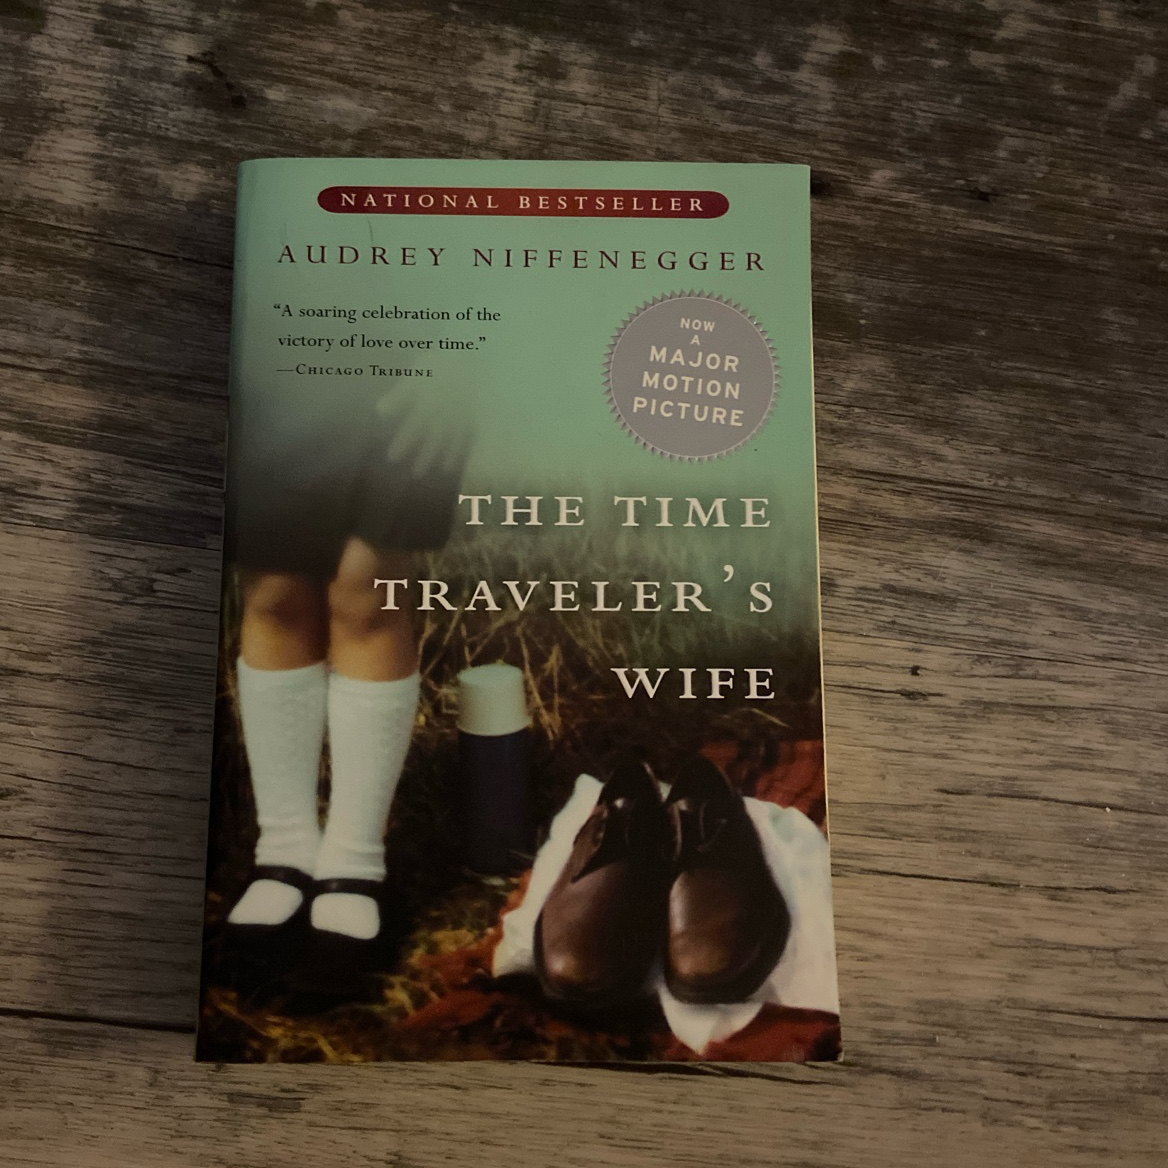 NATIONAL BESTSELLER
AUDREY NIFFENEGGER
“A soaring celebration of the
victory of love over time.”
—CHICAGO TRIBUNE
NOW
A
MAJOR
MOTION
PICTURE
THE TIME
TRAVELER’S
WIFE